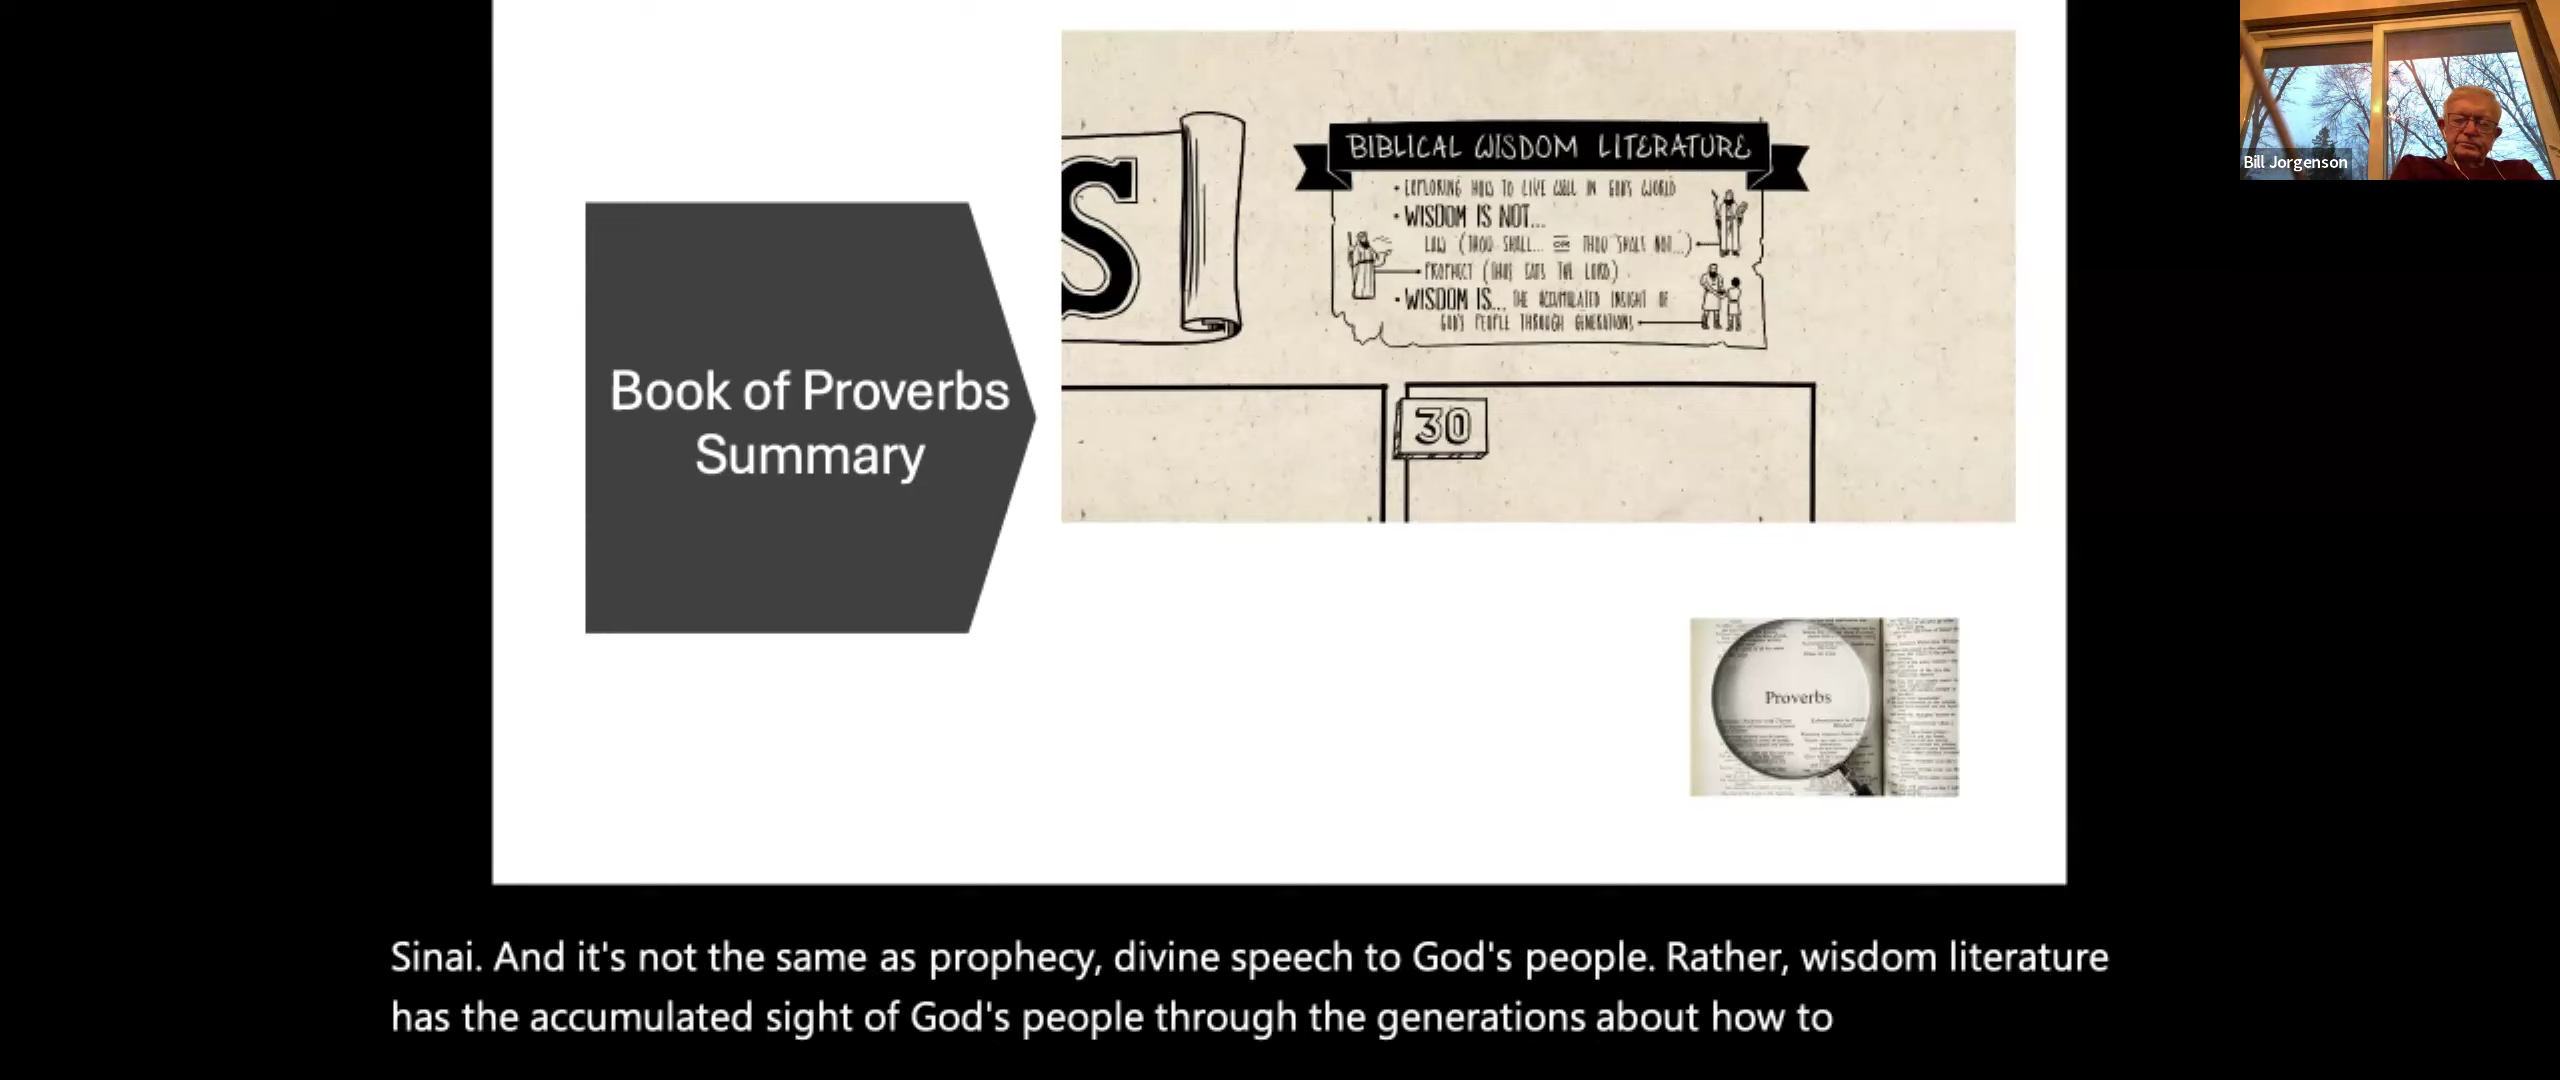 Book of Proverbs
Summary
S
BIBLICAL WISDOM LITERATURE
• EXPLORING HOW TO LIVE WELL IN GOD'S WORLD
• WISDOM IS NOT...
LAW (THOU SHALL... OR THOU SHALT NOT...)
PROPHECT (THUS SAYS THE LORD)
• WISDOM IS... THE ACCUMULATED INSIGHT OF
GOD'S PEOPLE THROUGH GENERATIONS
30
Proverbs
Bill Jorgenson
Sinai. And it's not the same as prophecy, divine speech to God's people. Rather, wisdom literature
has the accumulated sight of God's people through the generations about how to